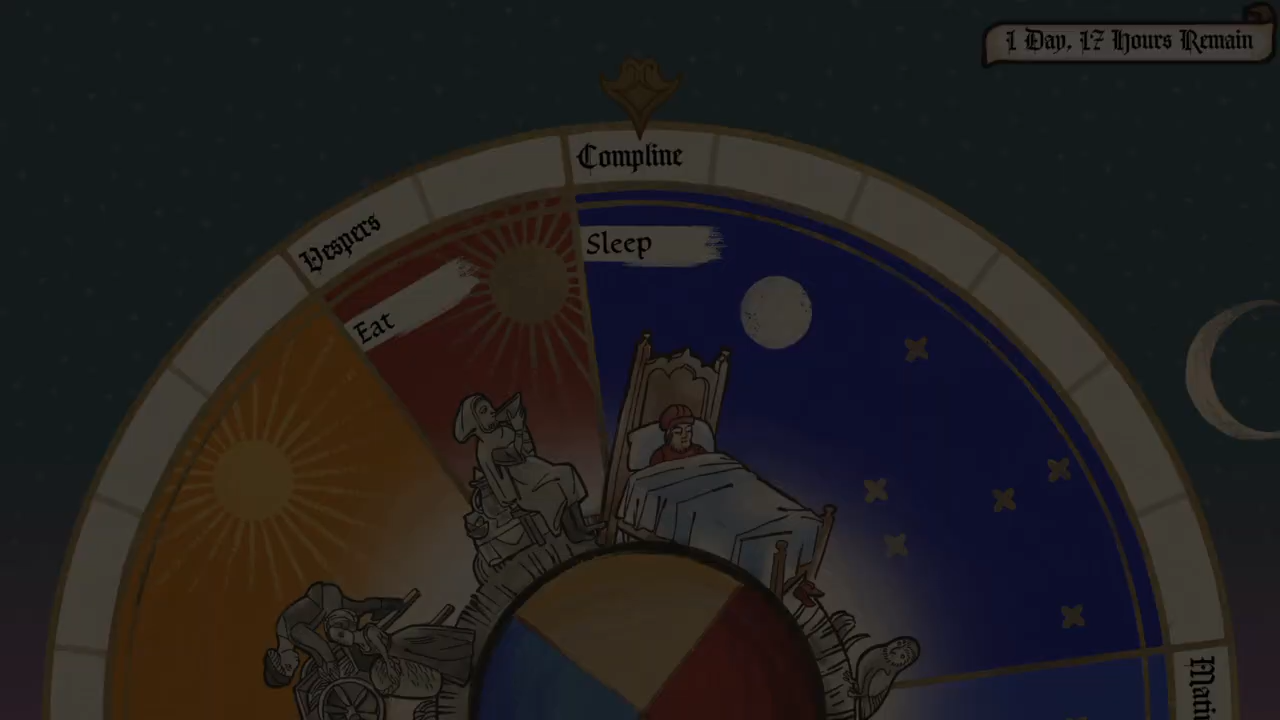 1 Day, 17 Hours Remain
Compline
Vespers
Sleep
Eat